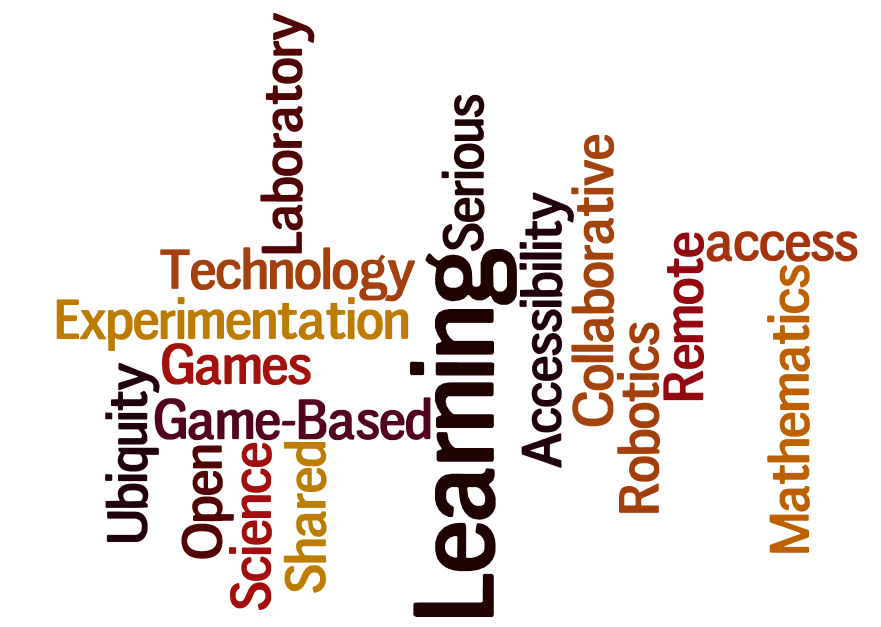 Laboratory
Serious
Technology
Experimentation
Games
Game-Based
Ubiquity
Open
Science
Shared
Learning
Accessibility
Collaborative
Robotics
Remote
access
Mathematics